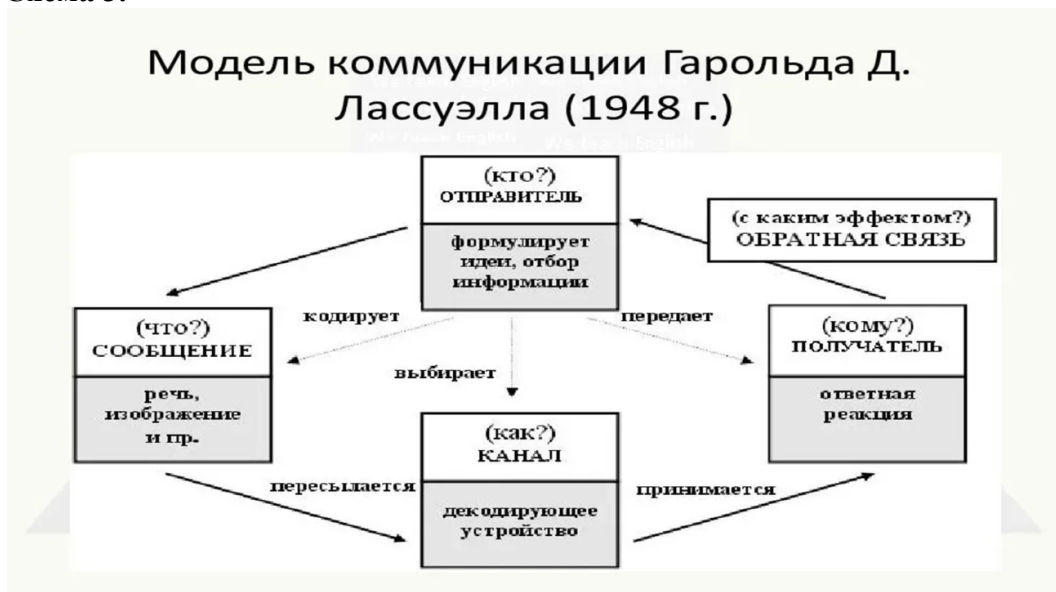 Модель коммуникации Гарольда Д.
Лассуэлла (1948 г.)
(кто?)
ОТПРАВИТЕЛЬ
формулирует
идеи, отбор
информации
(с каким эффектом?)
ОБРАТНАЯ СВЯЗЬ
(что?)
СООБЩЕНИЕ
речь,
изображение
и пр.
кодирует
выбирает
передает
(кому?)
ПОЛУЧАТЕЛЬ
ответная
реакция
(как?)
КАНАЛ
декодирующее
устройство
пересылается
принимается